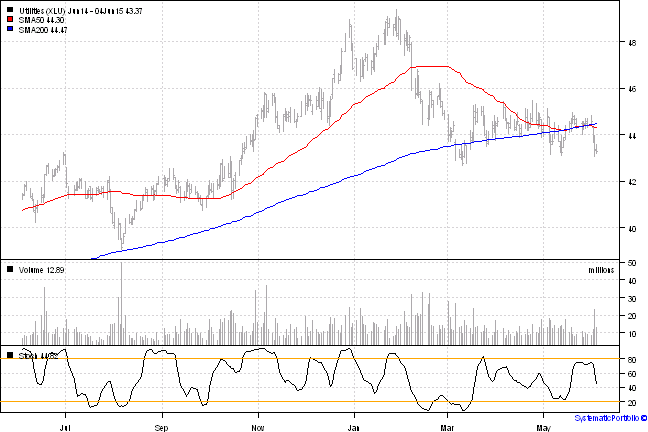 Utilities (XLU) Jun14 - 04Jun15 43.37
SMA50 44.30
SMA200 44.47
48
46
44
42
40
Volume 12.89
millions
50
40
30
20
10
Stoch
80
60
40
20
Jul Sep Nov Jan Mar May
SystematicPortfolio ©